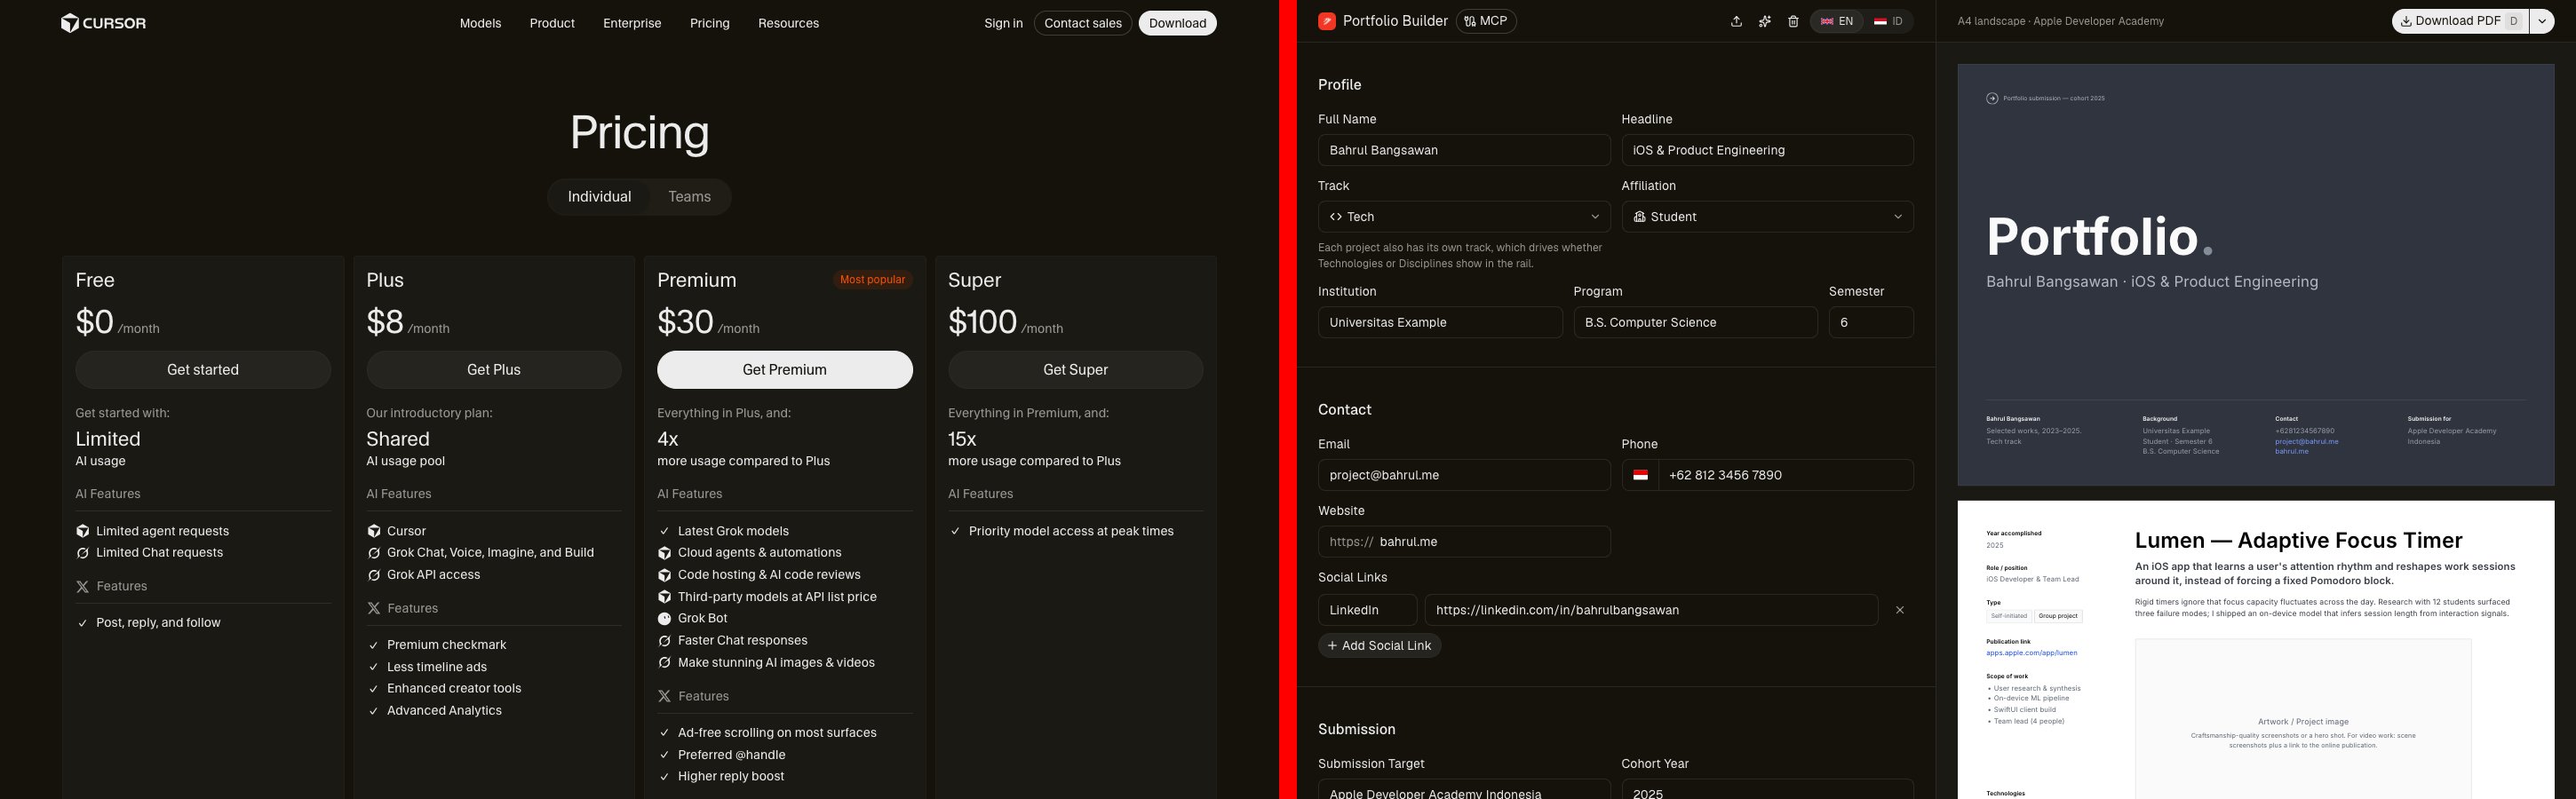 CURSOR
Models
Product
Enterprise
Pricing
Resources
Sign in
Contact sales
Download
Pricing
Individual
Teams
Free
$0 /month
Get started
Get started with:
Limited
AI usage
AI Features
Limited agent requests
Limited Chat requests
Features
Post, reply, and follow
Plus
$8 /month
Get Plus
Our introductory plan:
Shared
AI usage pool
AI Features
Cursor
Grok Chat, Voice, Imagine, and Build
Grok API access
Features
Premium checkmark
Less timeline ads
Enhanced creator tools
Advanced Analytics
Premium
Most popular
$30 /month
Get Premium
Everything in Plus, and:
4x
more usage compared to Plus
AI Features
Latest Grok models
Cloud agents & automations
Code hosting & AI code reviews
Third-party models at API list price
Grok Bot
Faster Chat responses
Make stunning AI images & videos
Features
Ad-free scrolling on most surfaces
Preferred @handle
Higher reply boost
Super
$100 /month
Get Super
Everything in Premium, and:
15x
more usage compared to Plus
AI Features
Priority model access at peak times
Portfolio Builder
MCP
EN
ID
Profile
Full Name
Bahrul Bangsawan
Headline
iOS & Product Engineering
Track
Tech
Affiliation
Student
Each project also has its own track, which drives whether
Technologies or Disciplines show in the rail.
Institution
Universitas Example
Program
B.S. Computer Science
Semester
6
Contact
Email
project@bahrul.me
Phone
+62 812 3456 7890
Website
https:// bahrul.me
Social Links
LinkedIn
https://linkedin.com/in/bahrulbangsawan
Add Social Link
Submission
Submission Target
Apple Developer Academy Indonesia
Cohort Year
2025
A4 landscape · Apple Developer Academy
Download PDF D
Portfolio submission — cohort 2025
Portfolio.
Bahrul Bangsawan · iOS & Product Engineering
Bahrul Bangsawan
Selected works, 2023–2025.
Tech track
Background
Universitas Example
Student · Semester 6
B.S. Computer Science
Contact
+6281234567890
project@bahrul.me
bahrul.me
Submission for
Apple Developer Academy
Indonesia
Year accomplished
2025
Role / position
iOS Developer & Team Lead
Type
Self-initiated
Group project
Publication link
apps.apple.com/app/lumen
Scope of work
• User research & synthesis
• On-device ML pipeline
• SwiftUI client build
• Team lead (4 people)
Technologies
Lumen — Adaptive Focus Timer
An iOS app that learns a user's attention rhythm and reshapes work sessions
around it, instead of forcing a fixed Pomodoro block.
Rigid timers ignore that focus capacity fluctuates across the day. Research with 12 students surfaced
three failure modes; I shipped an on-device model that infers session length from interaction signals.
Artwork / Project image
Craftsmanship-quality screenshots or a hero shot. For video work: scene
screenshots plus a link to the online publication.